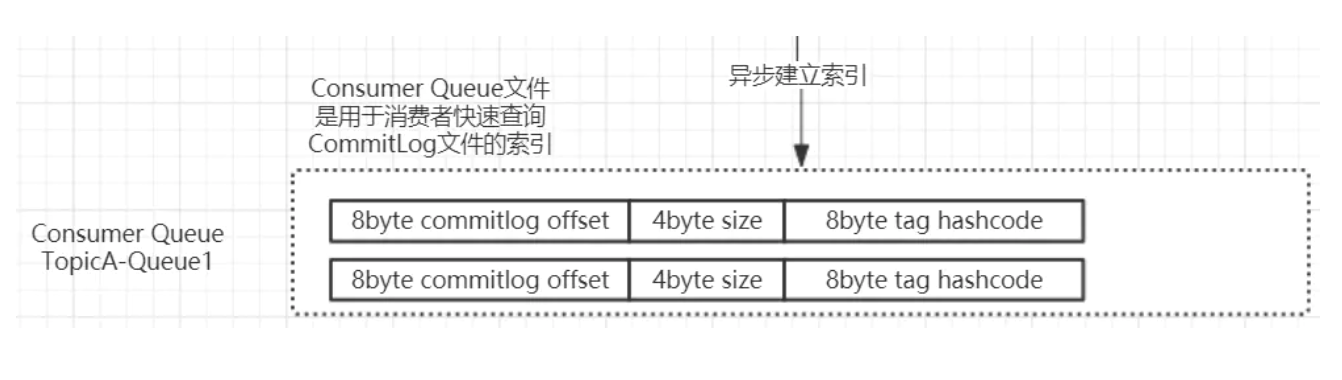 Consumer Queue文件
是用于消费者快速查询
CommitLog文件的索引
异步建立索引
Consumer Queue
TopicA-Queue1
8byte commitlog offset 4byte size 8byte tag hashcode
8byte commitlog offset 4byte size 8byte tag hashcode